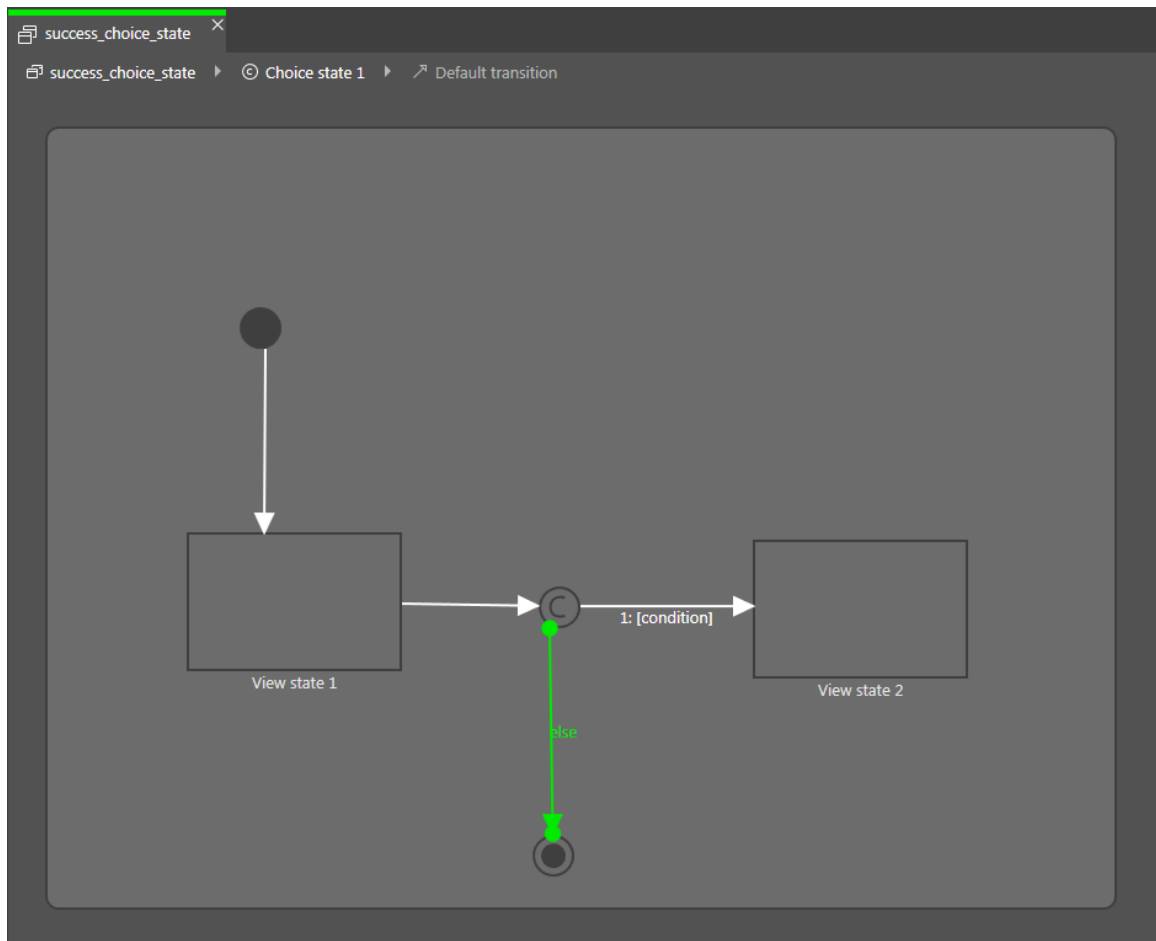 success_choice_state
success_choice_state Choice state 1 Default transition
C
1: [condition]
View state 1
View state 2
else